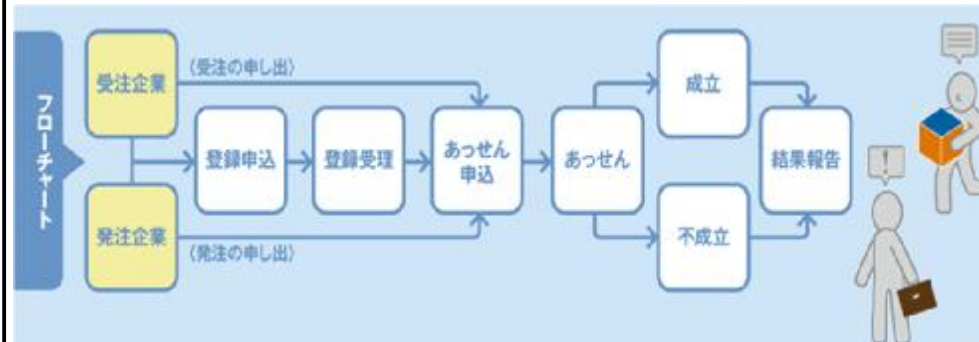 フローチャート
受注企業
(受注の申し出)
発注企業
(発注の申し出)
登録申込
登録受理
あっせん
申込
あっせん
成立
不成立
結果報告
!